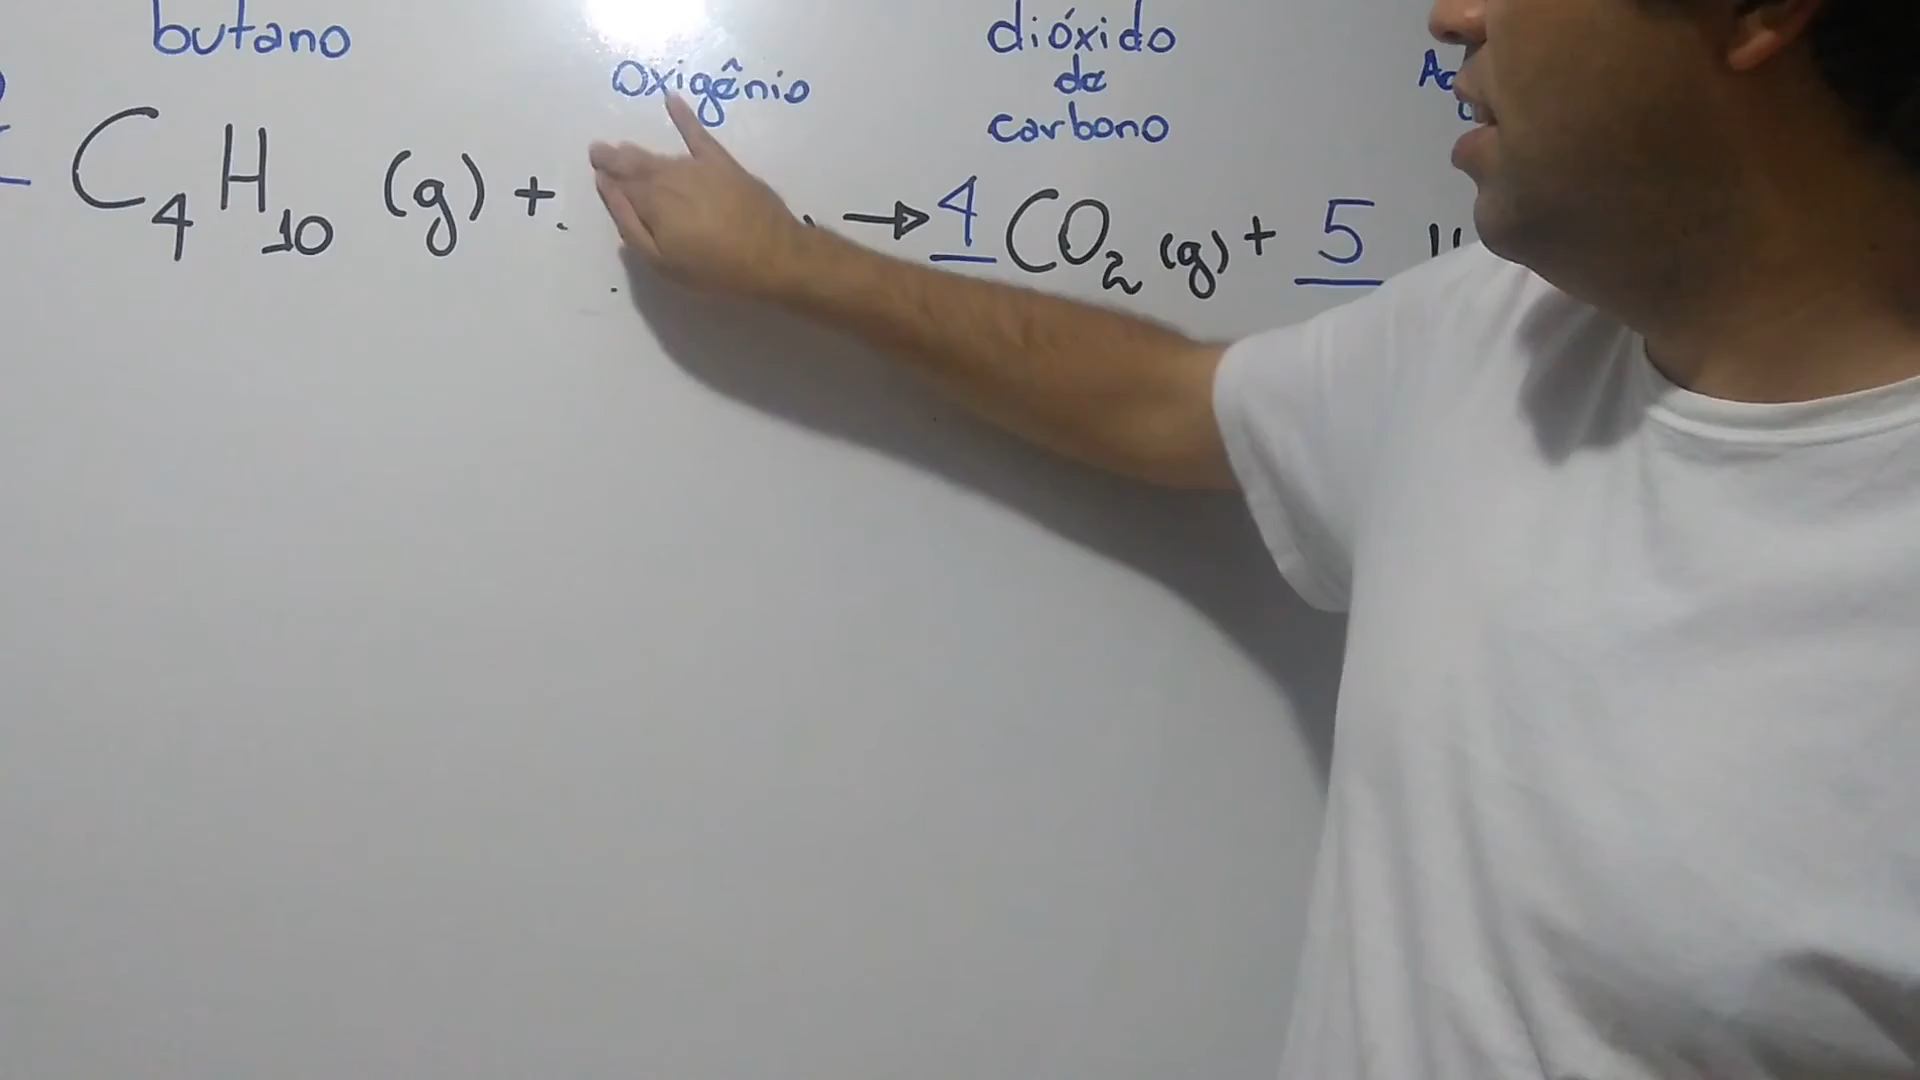 butano
Oxigênio
dióxido
de
carbono
C4H10 (g) + → 4 CO2 (g) + 5